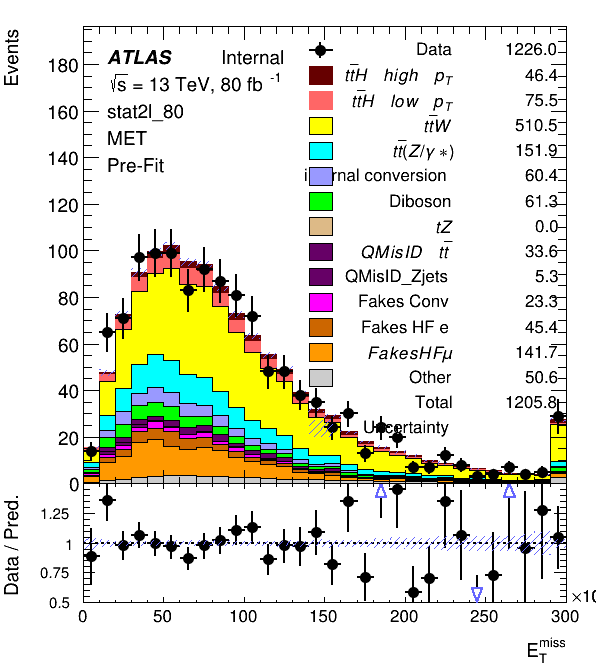 Events
ATLAS Internal
√s = 13 TeV, 80 fb -1
stat2l_80
MET
Pre-Fit
Data 1226.0
tt̄H high pT 46.4
tt̄H low pT 75.5
tt̄W 510.5
tt̄(Z/γ*) 151.9
internal conversion 60.4
Diboson 61.3
tZ 0.0
QMisID tt̄ 33.6
QMisID_Zjets 5.3
Fakes Conv 23.3
Fakes HF e 45.4
FakesHFμ 141.7
Other 50.6
Total 1205.8
Uncertainty
180
160
140
120
100
80
60
40
20
0
Data / Pred.
1.25
1
0.75
0.5
0 50 100 150 200 250 300
×10
E_T^miss